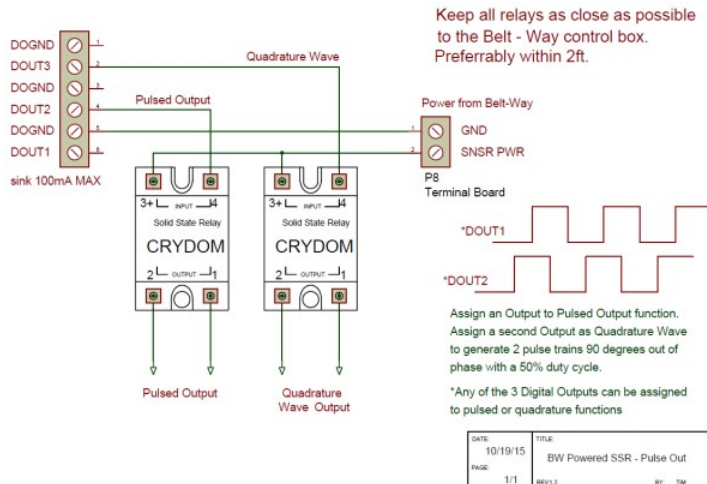 Keep all relays as close as possible
to the Belt - Way control box.
Preferrably within 2ft.
DOGND 1
DOUT3 2
DOGND 3
DOUT2 4
DOGND 5
DOUT1 6
sink 100mA MAX
Quadrature Wave
Pulsed Output
Power from Belt-Way
1 GND
2 SNSR PWR
P8
Terminal Board
3+ INPUT 4
Solid State Relay
CRYDOM
2 OUTPUT 1
3+ INPUT 4
Solid State Relay
CRYDOM
2 OUTPUT 1
Pulsed Output
Quadrature
Wave Output
*DOUT1
*DOUT2
Assign an Output to Pulsed Output function.
Assign a second Output as Quadrature Wave
to generate 2 pulse trains 90 degrees out of
phase with a 50% duty cycle.
*Any of the 3 Digital Outputs can be assigned
to pulsed or quadrature functions
DATE:
10/19/15
PAGE:
1/1
TITLE:
BW Powered SSR - Pulse Out
REV1.2
BY: TIM